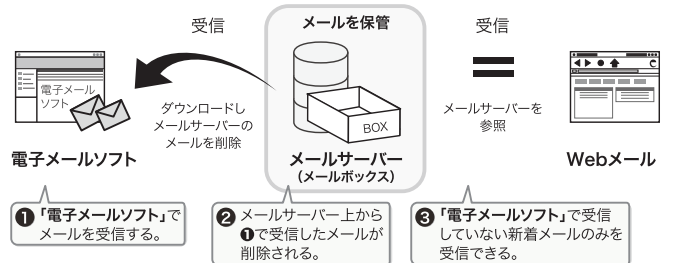 受信
メールを保管
受信
電子メール
ソフト
ダウンロードし
メールサーバーの
メールを削除
BOX
メールサーバーを
参照
電子メールソフト
メールサーバー
（メールボックス）
Webメール
❶「電子メールソフト」で
メールを受信する。
❷メールサーバー上から
❶で受信したメールが
削除される。
❸「電子メールソフト」で受信
していない新着メールのみを
受信できる。